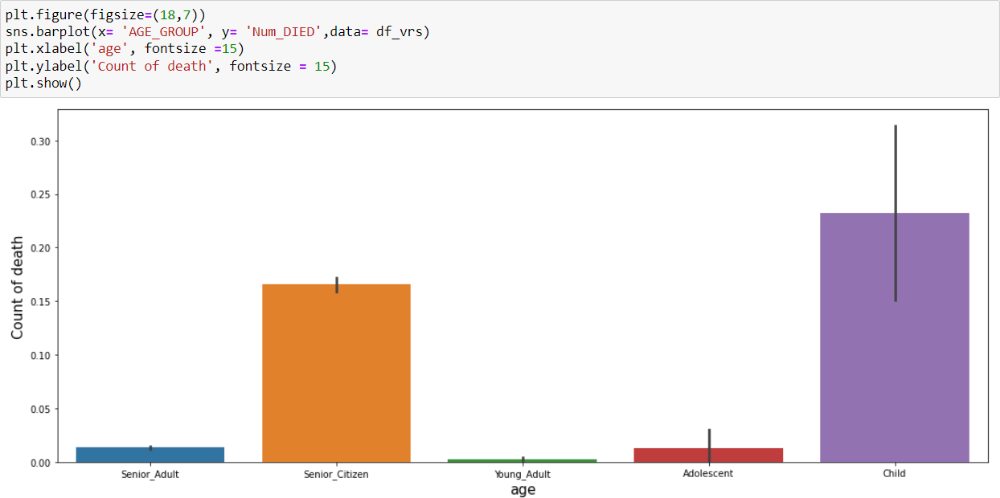 plt.figure(figsize=(18,7))
sns.barplot(x= 'AGE_GROUP', y= 'Num_DIED',data= df_vrs)
plt.xlabel('age', fontsize =15)
plt.ylabel('Count of death', fontsize = 15)
plt.show()
0.30
0.25
0.20
0.15
0.10
0.05
0.00
Count of death
Senior_Adult Senior_Citizen Young_Adult Adolescent Child
age